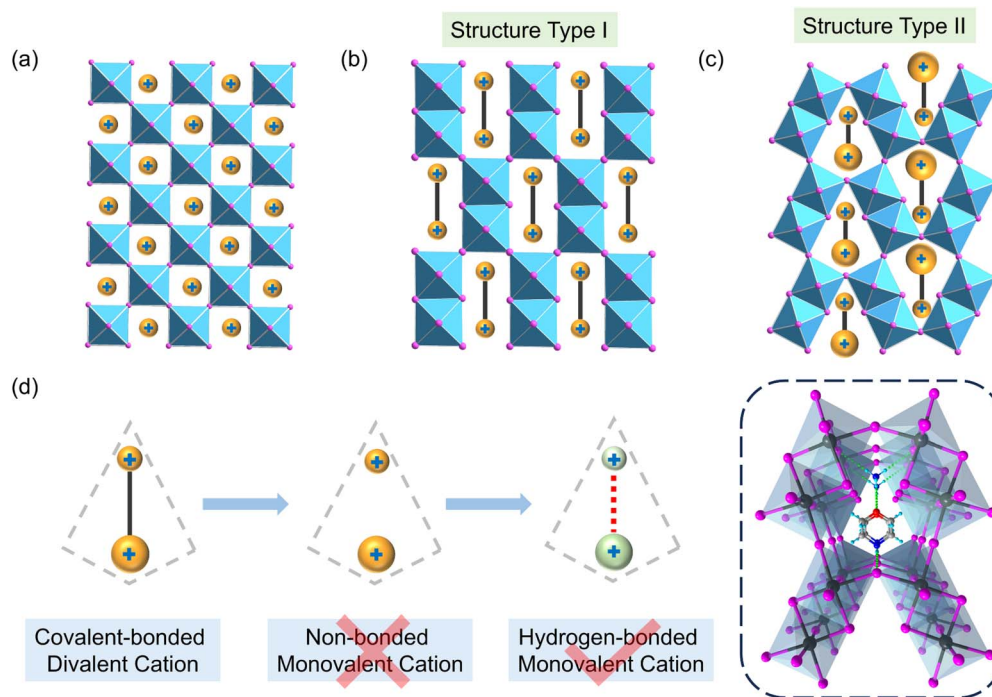 Structure Type I
Structure Type II
(a)
(b)
(c)
(d)
Covalent-bonded
Divalent Cation
Non-bonded
Monovalent Cation
Hydrogen-bonded
Monovalent Cation